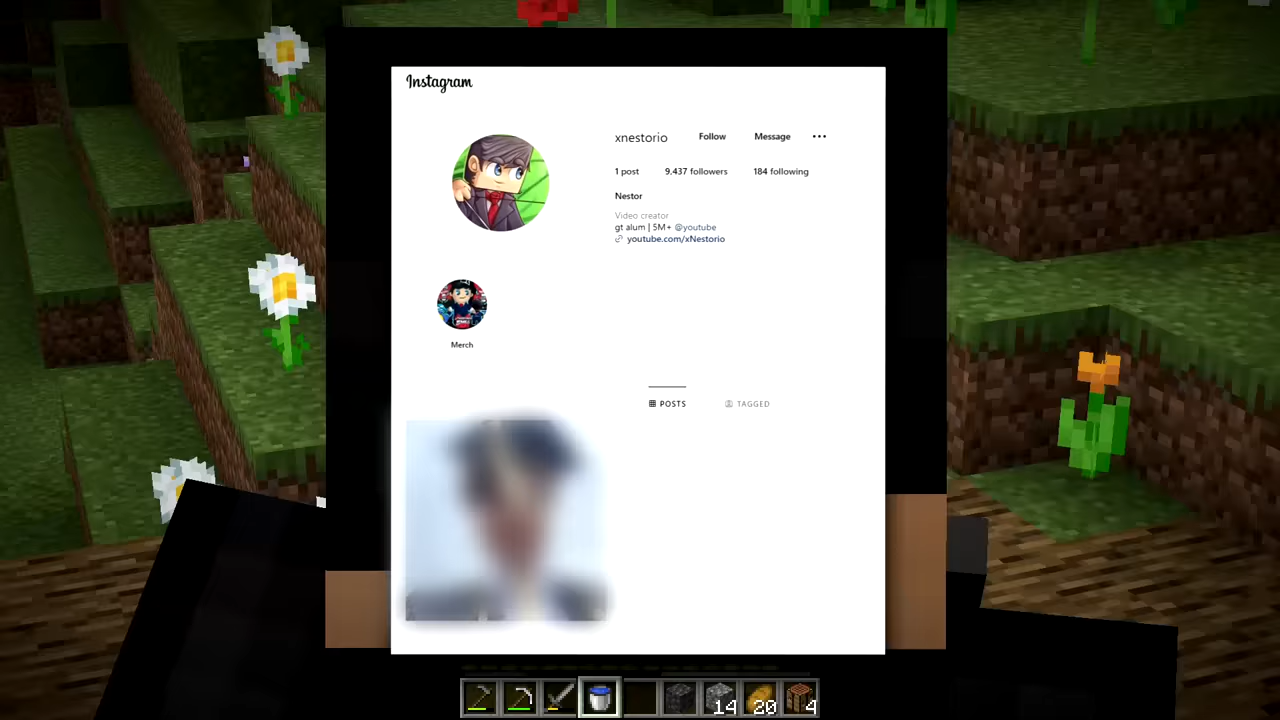 Instagram
xnestorio Follow Message
1 post 9.437 followers 184 following
Nestor
Video creator
gt alum | 5M+ @youtube
youtube.com/xNestorio
Merch
POSTS TAGGED
14 20 4